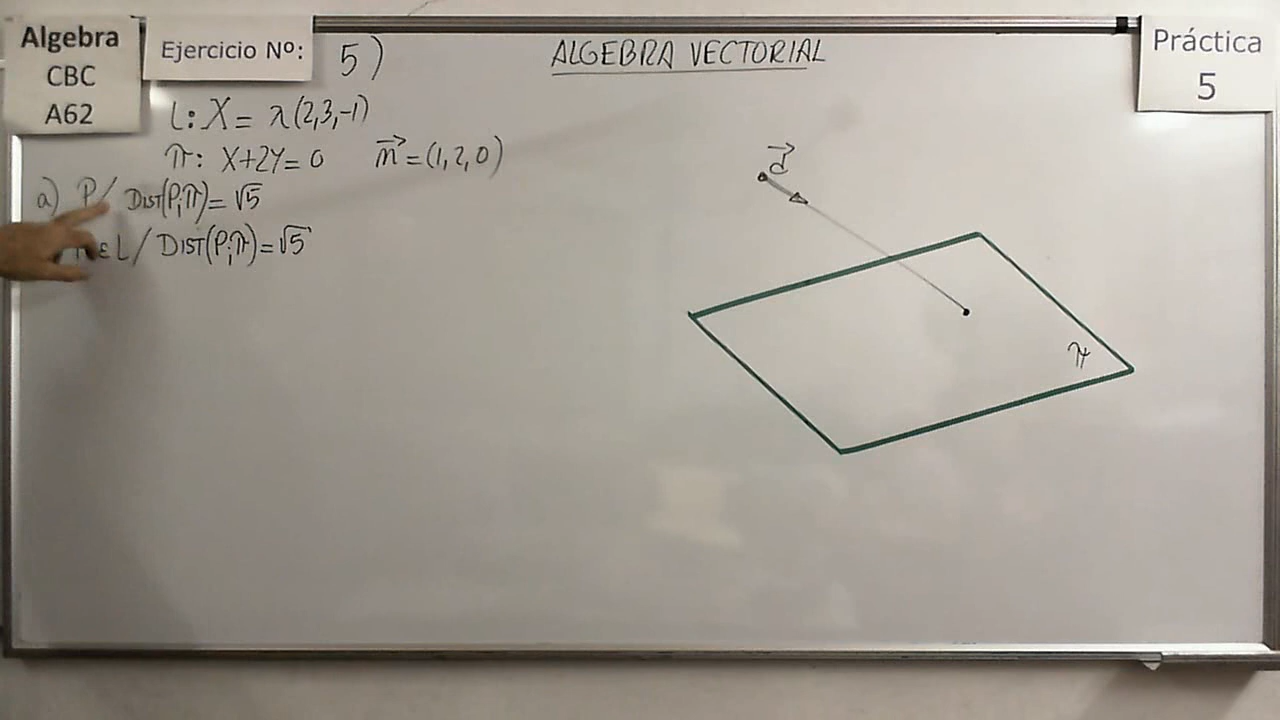 Algebra
CBC
A62
Ejercicio Nº: 5)
ALGEBRA VECTORIAL
Práctica
5
L: X = λ(2,3,-1)
π: X+2Y=0 n⃗=(1,2,0)
a) P/ DIST(P;π)=√5
ε L / DIST(P;π)=√5
d⃗
π